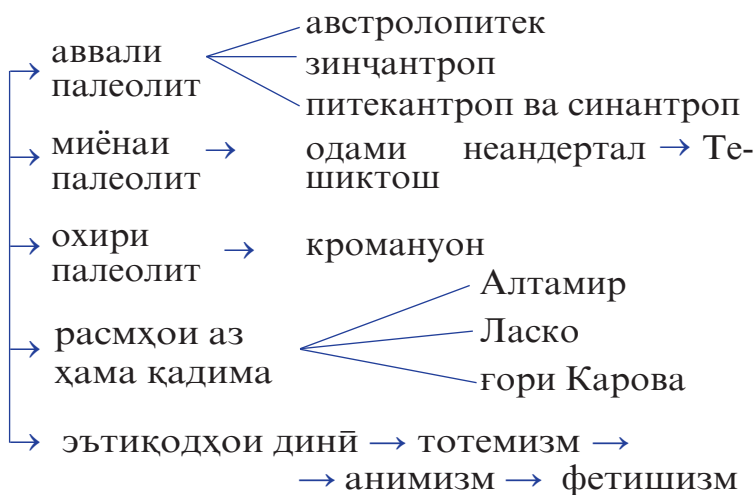 австролопитек
аввали
палеолит
зинҷантроп
питекантроп ва синантроп
миёнаи → одами неандертал → Те-
палеолит шиктош
охири
палеолит → кромануон
Алтамир
расмҳои аз
ҳама қадима
Ласко
ғори Карова
эътиқодҳои динӣ → тотемизм →
→ анимизм → фетишизм